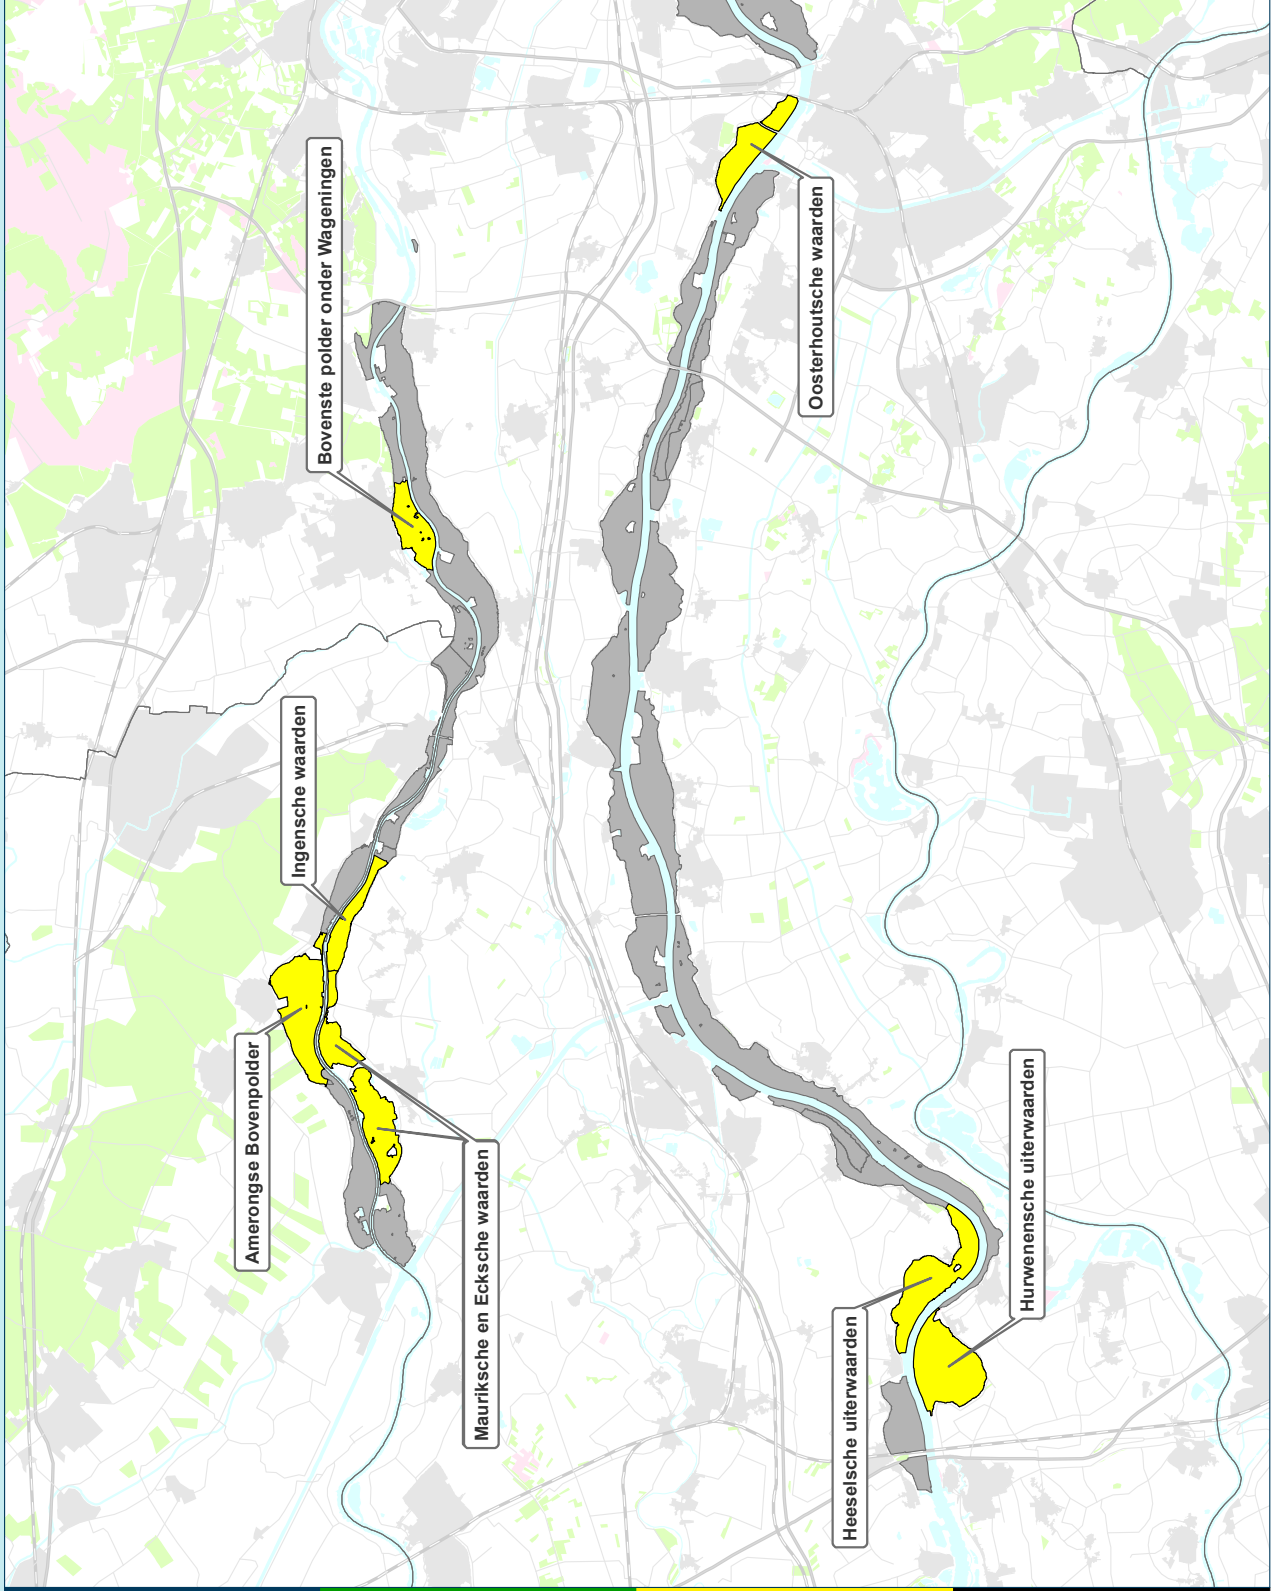 Bovenste polder onder Wageningen
Ingensche waarden
Amerongse Bovenpolder
Mauriksche en Ecksche waarden
Oosterhoutsche waarden
Heeselsche uiterwaarden
Hurwenensche uiterwaarden